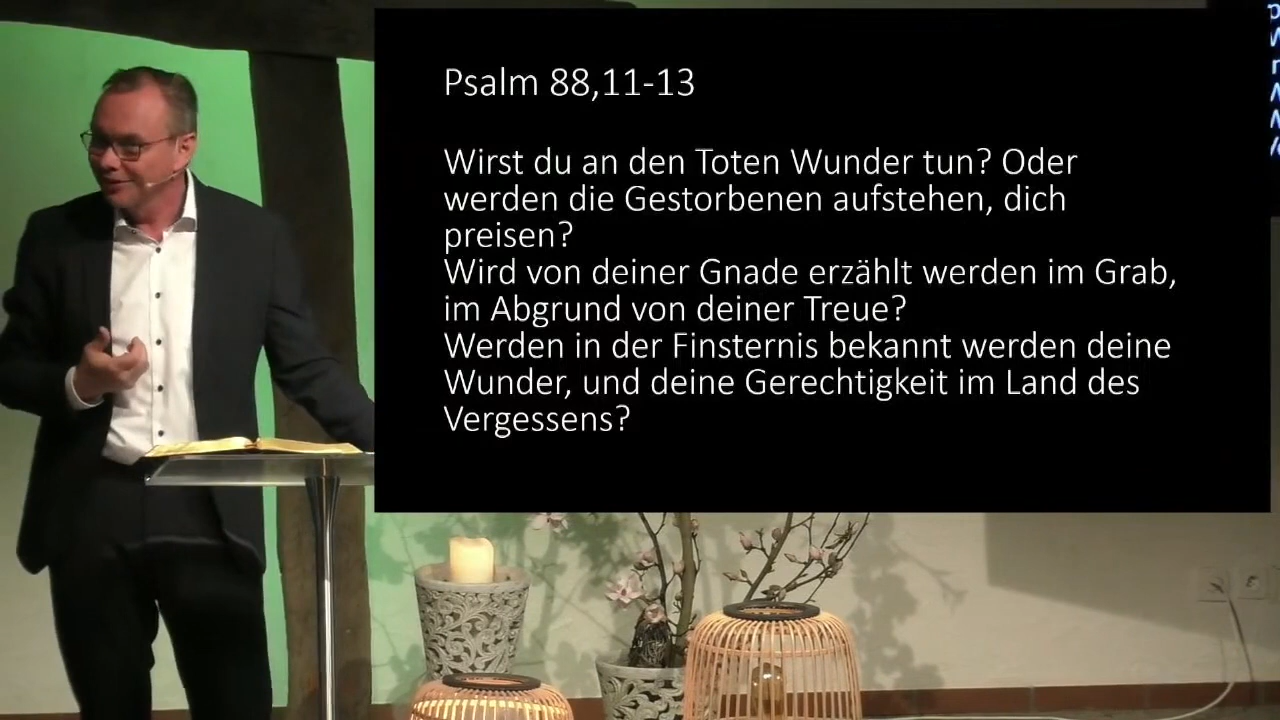 Psalm 88,11-13
Wirst du an den Toten Wunder tun? Oder
werden die Gestorbenen aufstehen, dich
preisen?
Wird von deiner Gnade erzählt werden im Grab,
im Abgrund von deiner Treue?
Werden in der Finsternis bekannt werden deine
Wunder, und deine Gerechtigkeit im Land des
Vergessens?